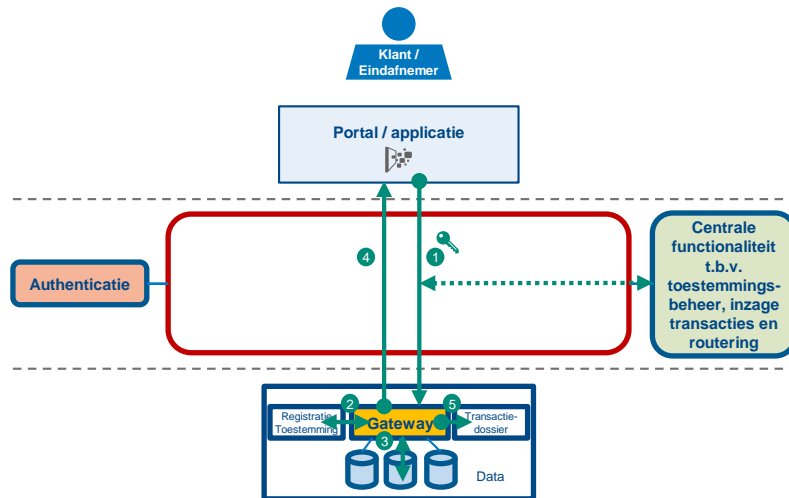 Klant /
Eindafnemer
Portal / applicatie
4
1
Authenticatie
Centrale
functionaliteit
t.b.v.
toestemmings-
beheer, inzage
transacties en
routering
2
5
Registratie
Toestemming
Gateway
Transactie-
dossier
3
Data